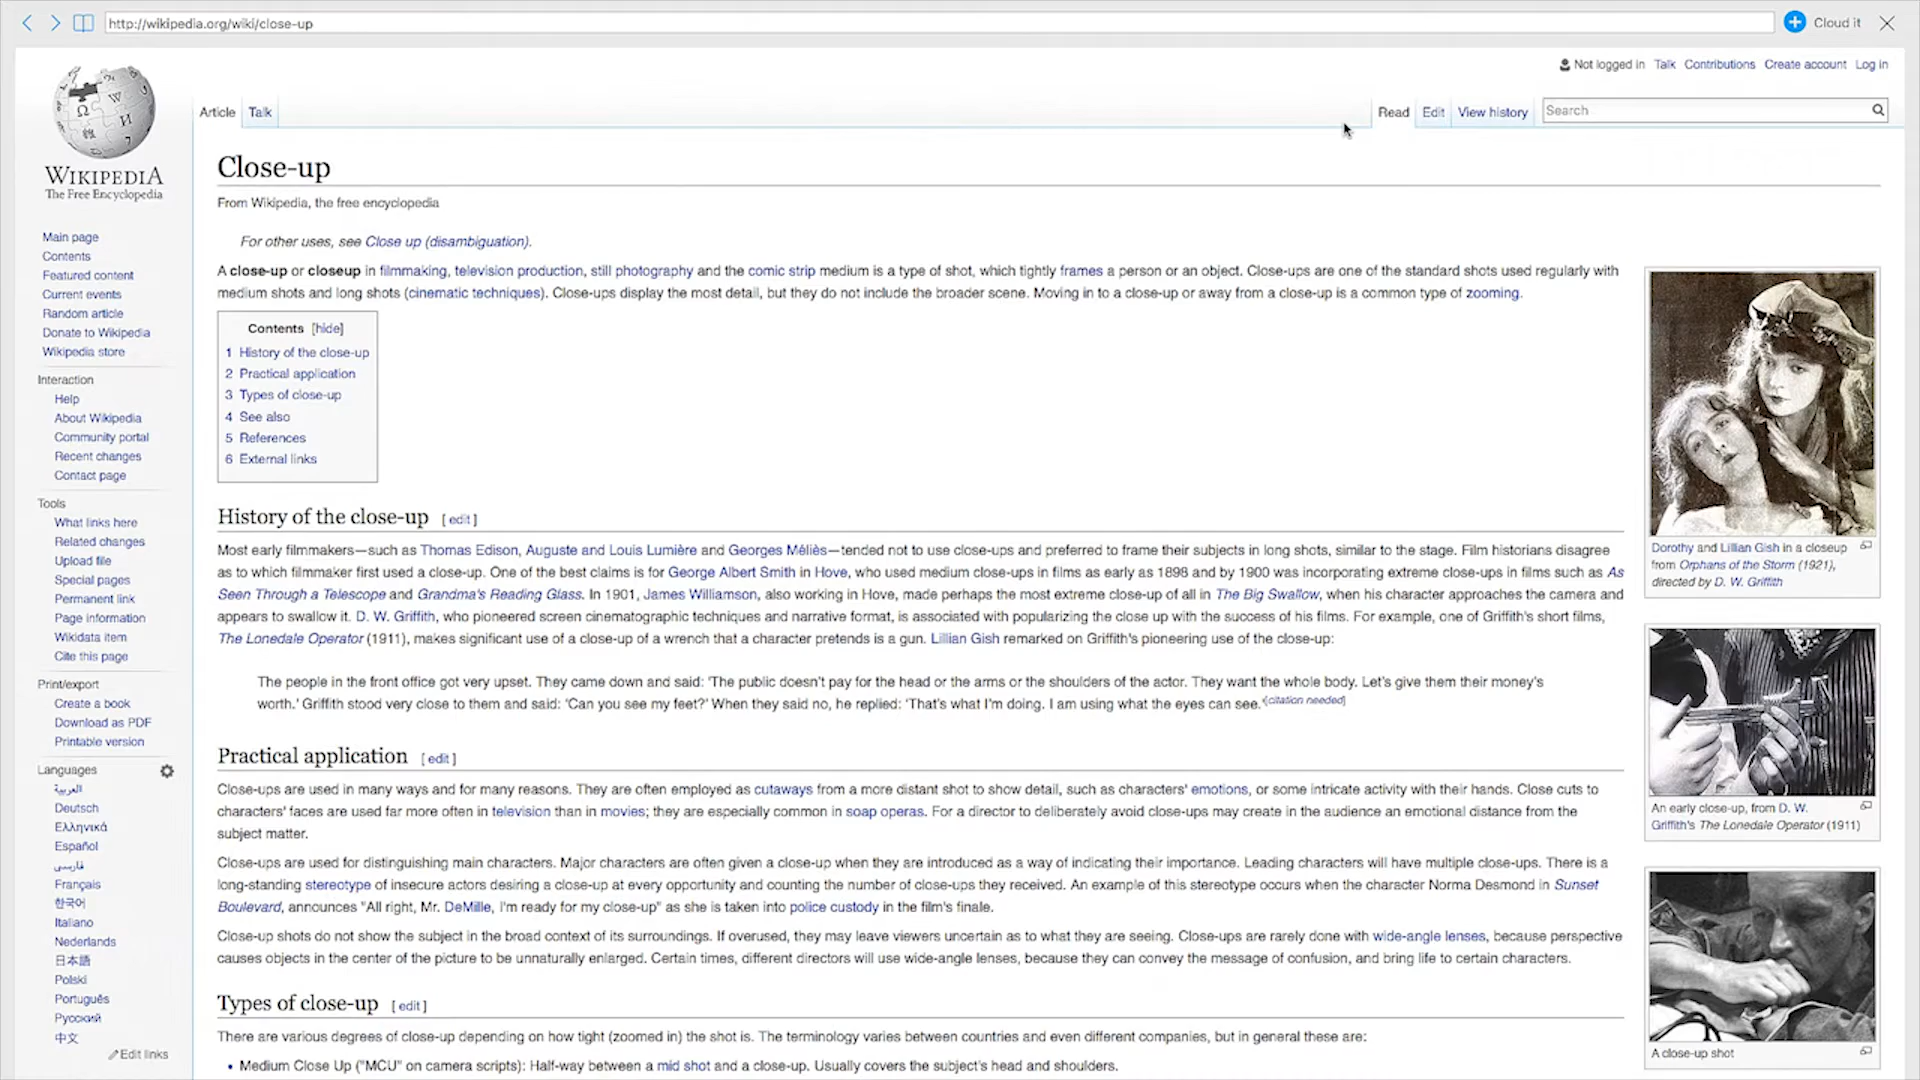 http://wikipedia.org/wiki/close-up
Cloud it
Not logged in Talk Contributions Create account Log in
WIKIPEDIA
The Free Encyclopedia
Article Talk
Read Edit View history Search
Main page
Contents
Featured content
Current events
Random article
Donate to Wikipedia
Wikipedia store
Interaction
Help
About Wikipedia
Community portal
Recent changes
Contact page
Tools
What links here
Related changes
Upload file
Special pages
Permanent link
Page information
Wikidata item
Cite this page
Print/export
Create a book
Download as PDF
Printable version
Languages
العربية
Deutsch
Ελληνικά
Español
فارسی
Français
한국어
Italiano
Nederlands
日本語
Polski
Português
Русский
中文
Edit links
Close-up
From Wikipedia, the free encyclopedia
For other uses, see Close up (disambiguation).
A close-up or closeup in filmmaking, television production, still photography and the comic strip medium is a type of shot, which tightly frames a person or an object. Close-ups are one of the standard shots used regularly with
medium shots and long shots (cinematic techniques). Close-ups display the most detail, but they do not include the broader scene. Moving in to a close-up or away from a close-up is a common type of zooming.
Contents [hide]
1 History of the close-up
2 Practical application
3 Types of close-up
4 See also
5 References
6 External links
History of the close-up [ edit ]
Most early filmmakers—such as Thomas Edison, Auguste and Louis Lumière and Georges Méliès—tended not to use close-ups and preferred to frame their subjects in long shots, similar to the stage. Film historians disagree
as to which filmmaker first used a close-up. One of the best claims is for George Albert Smith in Hove, who used medium close-ups in films as early as 1898 and by 1900 was incorporating extreme close-ups in films such as As
Seen Through a Telescope and Grandma's Reading Glass. In 1901, James Williamson, also working in Hove, made perhaps the most extreme close-up of all in The Big Swallow, when his character approaches the camera and
appears to swallow it. D. W. Griffith, who pioneered screen cinematographic techniques and narrative format, is associated with popularizing the close up with the success of his films. For example, one of Griffith's short films,
The Lonedale Operator (1911), makes significant use of a close-up of a wrench that a character pretends is a gun. Lillian Gish remarked on Griffith's pioneering use of the close-up:
The people in the front office got very upset. They came down and said: 'The public doesn't pay for the head or the arms or the shoulders of the actor. They want the whole body. Let's give them their money's
worth.' Griffith stood very close to them and said: 'Can you see my feet?' When they said no, he replied: 'That's what I'm doing. I am using what the eyes can see.'[citation needed]
Practical application [ edit ]
Close-ups are used in many ways and for many reasons. They are often employed as cutaways from a more distant shot to show detail, such as characters' emotions, or some intricate activity with their hands. Close cuts to
characters' faces are used far more often in television than in movies; they are especially common in soap operas. For a director to deliberately avoid close-ups may create in the audience an emotional distance from the
subject matter.
Close-ups are used for distinguishing main characters. Major characters are often given a close-up when they are introduced as a way of indicating their importance. Leading characters will have multiple close-ups. There is a
long-standing stereotype of insecure actors desiring a close-up at every opportunity and counting the number of close-ups they received. An example of this stereotype occurs when the character Norma Desmond in Sunset
Boulevard, announces "All right, Mr. DeMille, I'm ready for my close-up" as she is taken into police custody in the film's finale.
Close-up shots do not show the subject in the broad context of its surroundings. If overused, they may leave viewers uncertain as to what they are seeing. Close-ups are rarely done with wide-angle lenses, because perspective
causes objects in the center of the picture to be unnaturally enlarged. Certain times, different directors will use wide-angle lenses, because they can convey the message of confusion, and bring life to certain characters.
Types of close-up [ edit ]
There are various degrees of close-up depending on how tight (zoomed in) the shot is. The terminology varies between countries and even different companies, but in general these are:
• Medium Close Up ("MCU" on camera scripts): Half-way between a mid shot and a close-up. Usually covers the subject's head and shoulders.
Dorothy and Lillian Gish in a closeup
from Orphans of the Storm (1921),
directed by D. W. Griffith
An early close-up, from D. W.
Griffith's The Lonedale Operator (1911)
A close-up shot